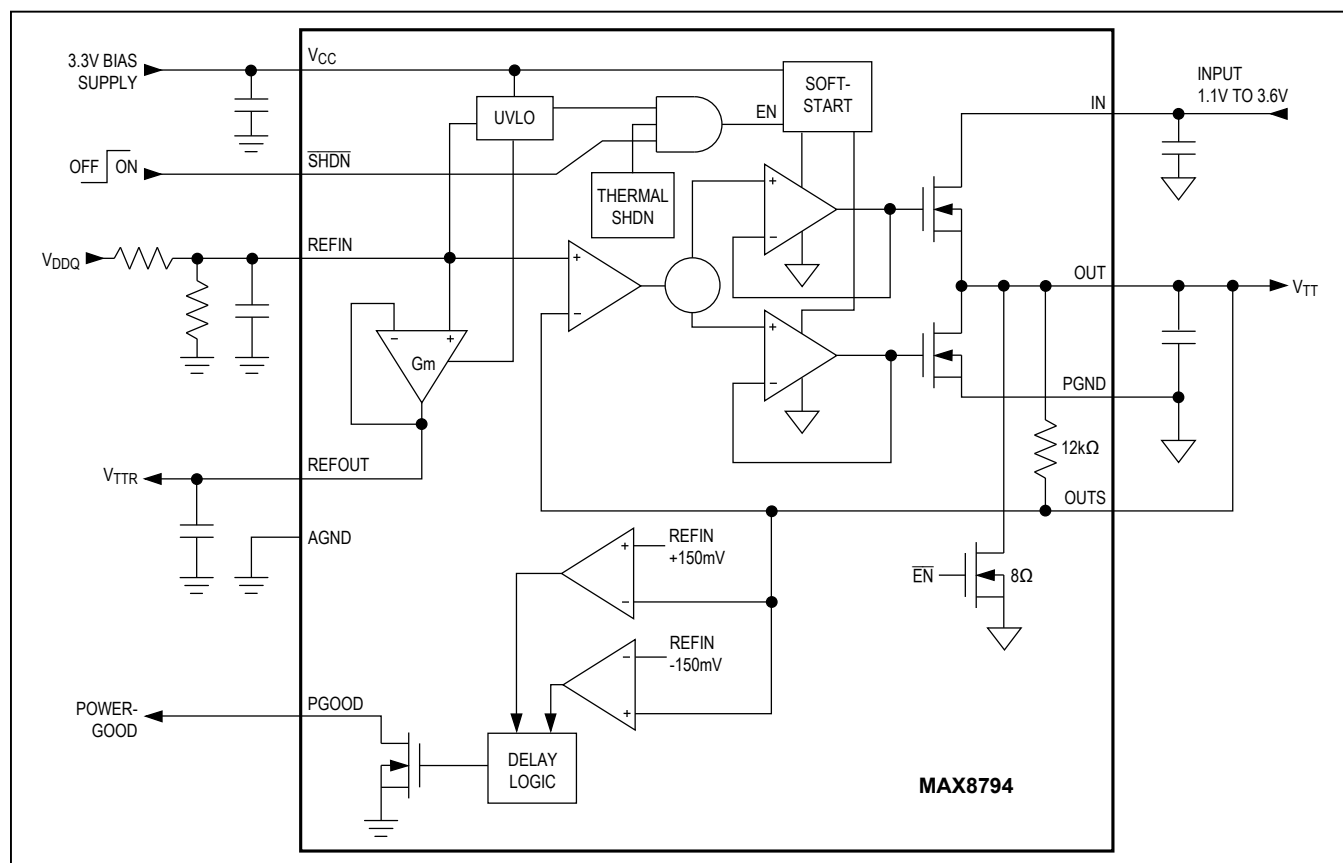 3.3V BIAS
SUPPLY
VCC
SOFT-
START
INPUT
1.1V TO 3.6V
IN
UVLO
EN
OFF
ON
SHDN
THERMAL
SHDN
+
-
VDDQ
REFIN
+
-
OUT
VTT
-
+
Gm
+
-
PGND
12kΩ
VTTR
REFOUT
OUTS
AGND
+
REFIN
+150mV
-
EN
8Ω
-
REFIN
-150mV
+
POWER-
GOOD
PGOOD
DELAY
LOGIC
MAX8794